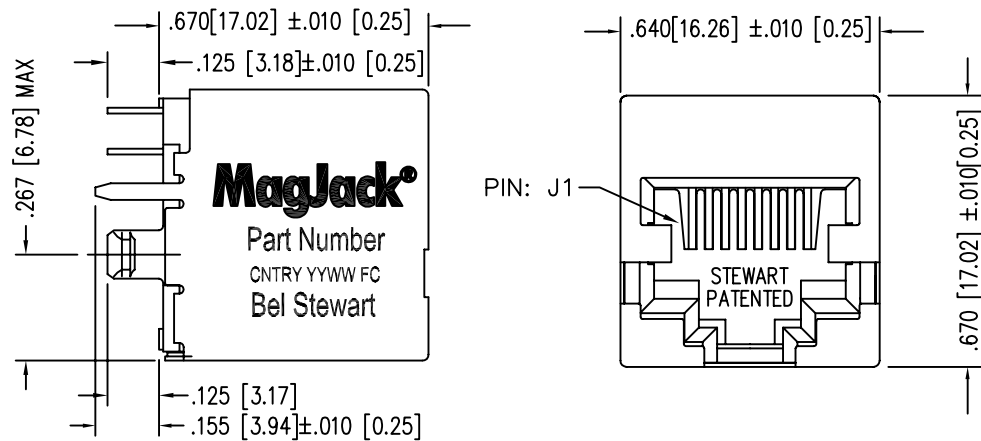 .670[17.02] ±.010 [0.25]
.125 [3.18]±.010 [0.25]
.267 [6.78] MAX
MagJack®
Part Number
CNTRY YYWW FC
Bel Stewart
.125 [3.17]
.155 [3.94]±.010 [0.25]
.640[16.26] ±.010 [0.25]
PIN: J1
STEWART
PATENTED
.670 [17.02] ±.010[0.25]